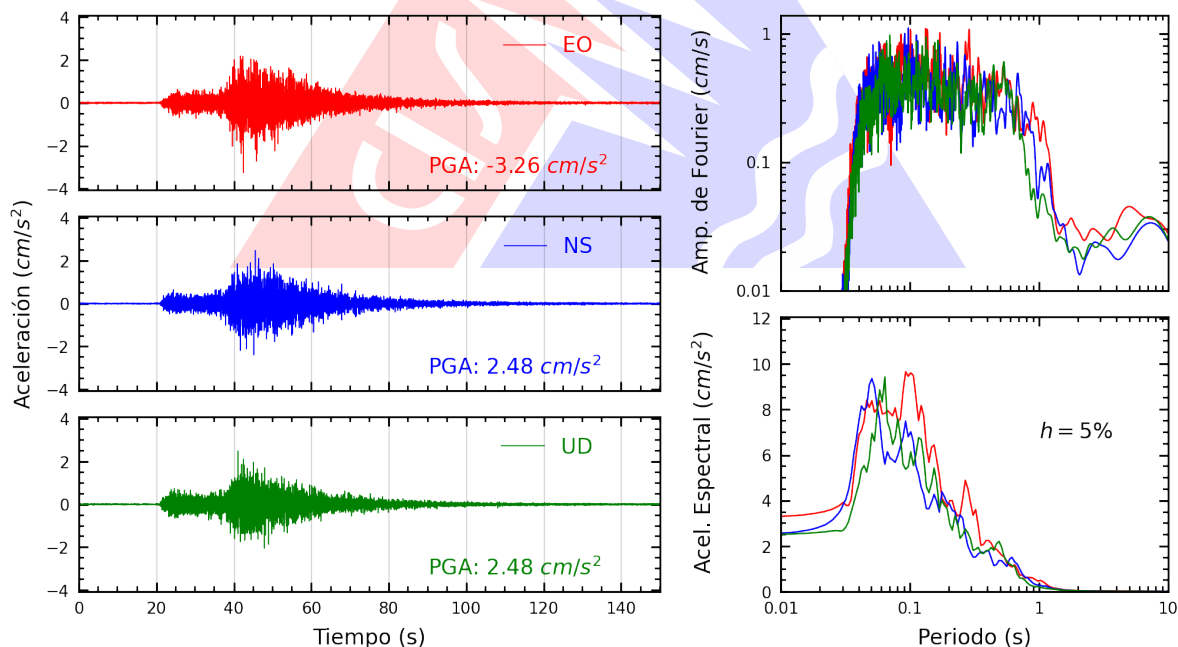 Aceleración (cm/s²)
4
2
0
−2
−4
EO
PGA: -3.26 cm/s²
4
2
0
−2
−4
NS
PGA: 2.48 cm/s²
4
2
0
−2
−4
UD
PGA: 2.48 cm/s²
0 20 40 60 80 100 120 140
Tiempo (s)
Amp. de Fourier (cm/s)
1
0.1
0.01
Acel. Espectral (cm/s²)
12
10
8
6
4
2
0
h = 5%
0.01 0.1 1 10
Periodo (s)